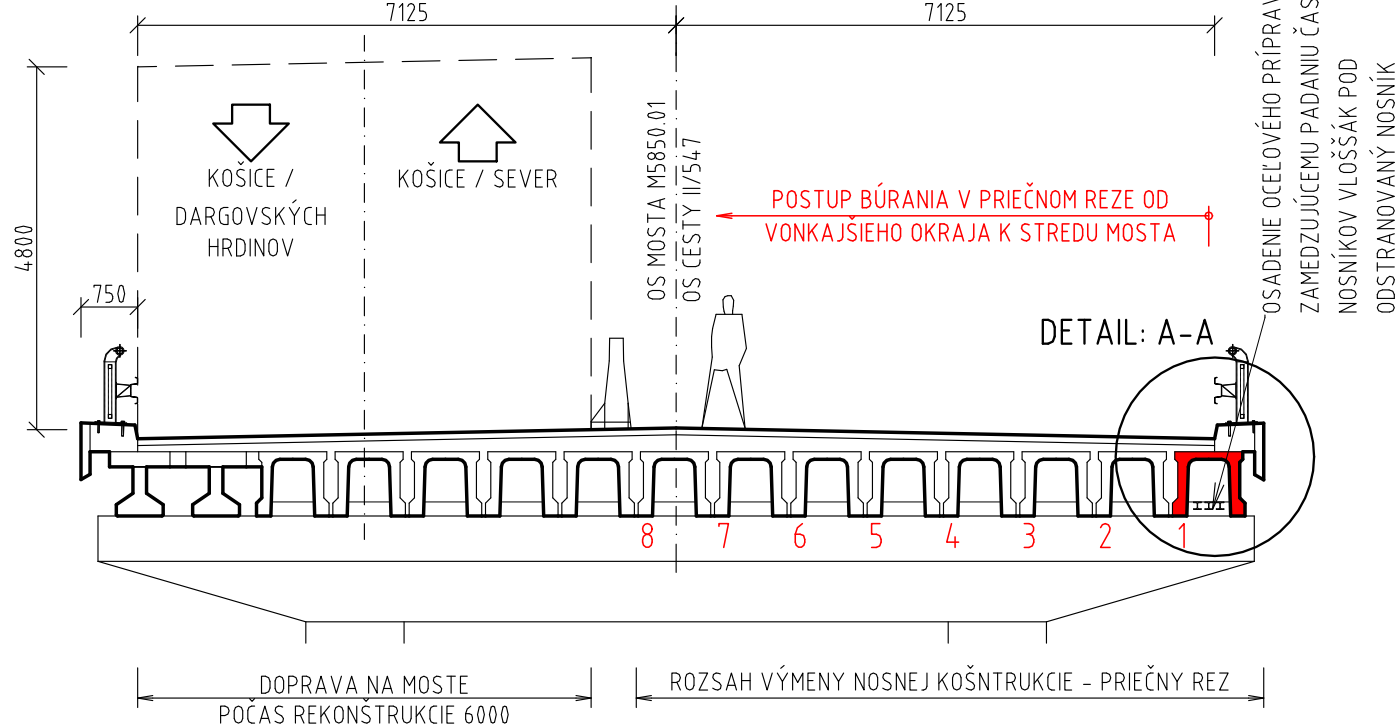 7125
7125
4800
750
KOŠICE /
DARGOVSKÝCH
HRDINOV
KOŠICE / SEVER
OS MOSTA M5850.01
OS CESTY II/547
POSTUP BÚRANIA V PRIEČNOM REZE OD
VONKAJŠIEHO OKRAJA K STREDU MOSTA
OSADENIE OCEĽOVÉHO PRÍPRAV
ZAMEDZUJÚCEMU PADANIU ČAS
NOSNÍKOV VLOŠŠÁK POD
ODSTRANOVANÝ NOSNÍK
DETAIL: A-A
8 7 6 5 4 3 2 1
DOPRAVA NA MOSTE
POČAS REKONŠTRUKCIE 6000
ROZSAH VÝMENY NOSNEJ KOŠNTRUKCIE - PRIEČNY REZ